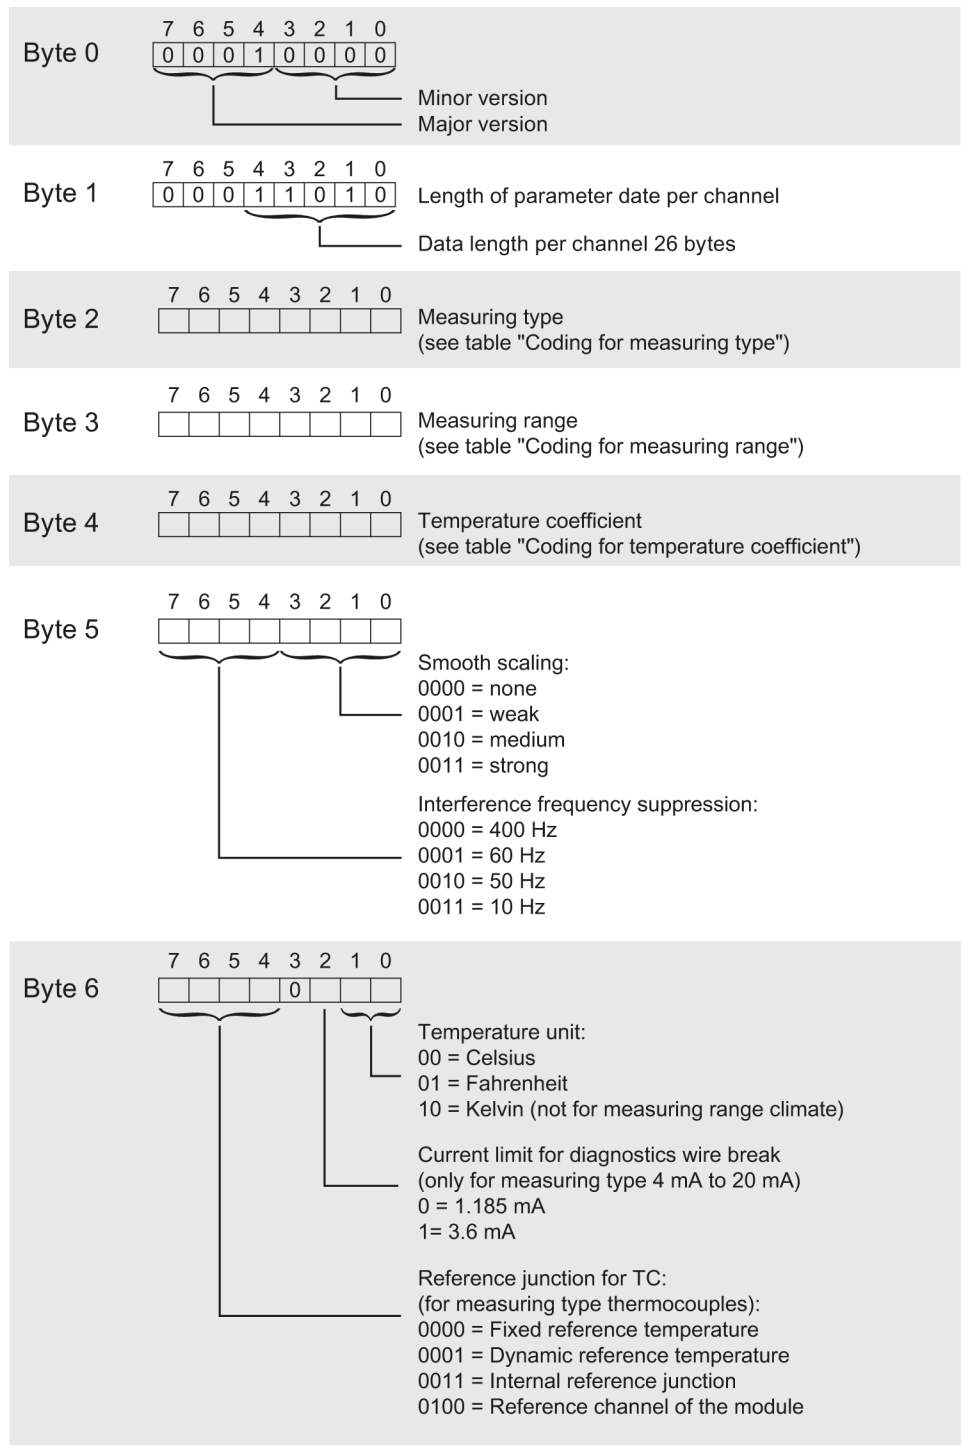 7 6 5 4 3 2 1 0
Byte 0
0 0 0 1 0 0 0 0
Minor version
Major version
7 6 5 4 3 2 1 0
Byte 1
0 0 0 1 1 0 1 0
Length of parameter date per channel
Data length per channel 26 bytes
7 6 5 4 3 2 1 0
Byte 2
Measuring type
(see table "Coding for measuring type")
7 6 5 4 3 2 1 0
Byte 3
Measuring range
(see table "Coding for measuring range")
7 6 5 4 3 2 1 0
Byte 4
Temperature coefficient
(see table "Coding for temperature coefficient")
7 6 5 4 3 2 1 0
Byte 5
Smooth scaling:
0000 = none
0001 = weak
0010 = medium
0011 = strong
Interference frequency suppression:
0000 = 400 Hz
0001 = 60 Hz
0010 = 50 Hz
0011 = 10 Hz
7 6 5 4 3 2 1 0
Byte 6
0
Temperature unit:
00 = Celsius
01 = Fahrenheit
10 = Kelvin (not for measuring range climate)
Current limit for diagnostics wire break
(only for measuring type 4 mA to 20 mA)
0 = 1.185 mA
1= 3.6 mA
Reference junction for TC:
(for measuring type thermocouples):
0000 = Fixed reference temperature
0001 = Dynamic reference temperature
0011 = Internal reference junction
0100 = Reference channel of the module